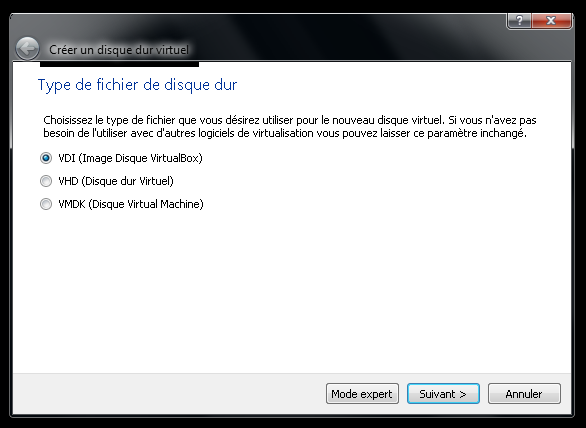 Créer un disque dur virtuel
Type de fichier de disque dur
Choisissez le type de fichier que vous désirez utiliser pour le nouveau disque virtuel. Si vous n'avez pas
besoin de l'utiliser avec d'autres logiciels de virtualisation vous pouvez laisser ce paramètre inchangé.
VDI (Image Disque VirtualBox)
VHD (Disque dur Virtuel)
VMDK (Disque Virtual Machine)
Mode expert
Suivant >
Annuler